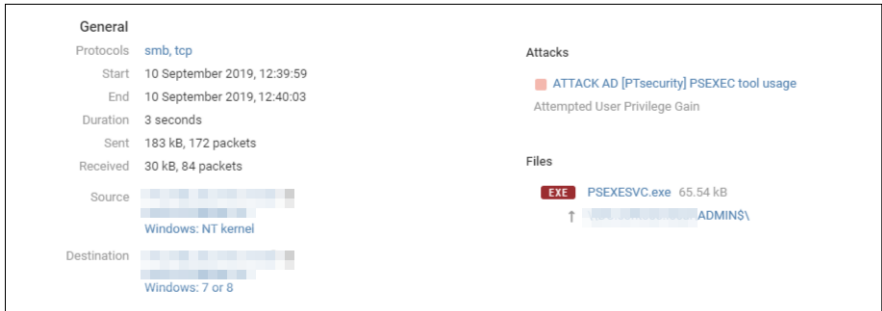 General
Protocols smb, tcp
Start 10 September 2019, 12:39:59
End 10 September 2019, 12:40:03
Duration 3 seconds
Sent 183 kB, 172 packets
Received 30 kB, 84 packets
Source
Windows: NT kernel
Destination
Windows: 7 or 8
Attacks
ATTACK AD [PTsecurity] PSEXEC tool usage
Attempted User Privilege Gain
Files
EXE PSEXESVC.exe 65.54 kB
↑ ADMIN$\